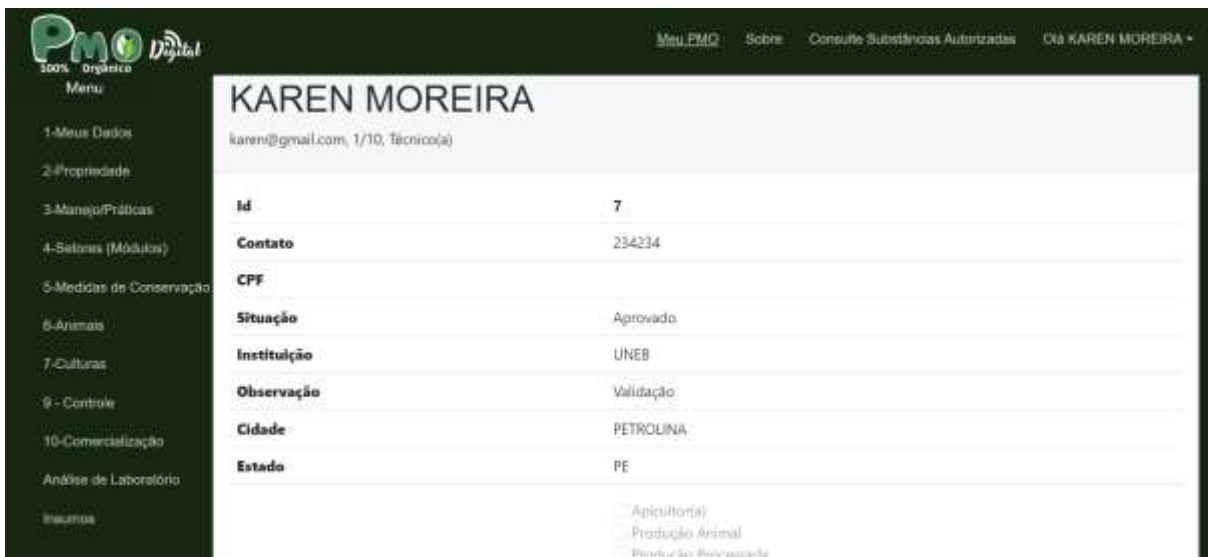 PMO Digital
100% Orgânico
Meu PMO Sobre Consulte Substâncias Autorizadas Olá KAREN MOREIRA
Menu
1-Meus Dados
2-Propriedade
3-Manejo/Práticas
4-Setores (Módulos)
5-Medidas de Conservação
6-Animais
7-Culturas
9 - Controle
10-Comercialização
Análise de Laboratório
Insumos
KAREN MOREIRA
karen@gmail.com, 1/10, Técnico(a)
Id 7
Contato 234234
CPF
Situação Aprovado
Instituição UNEB
Observação Validação
Cidade PETROLINA
Estado PE
Apicultor(a)
Produção Animal
Produção Processada